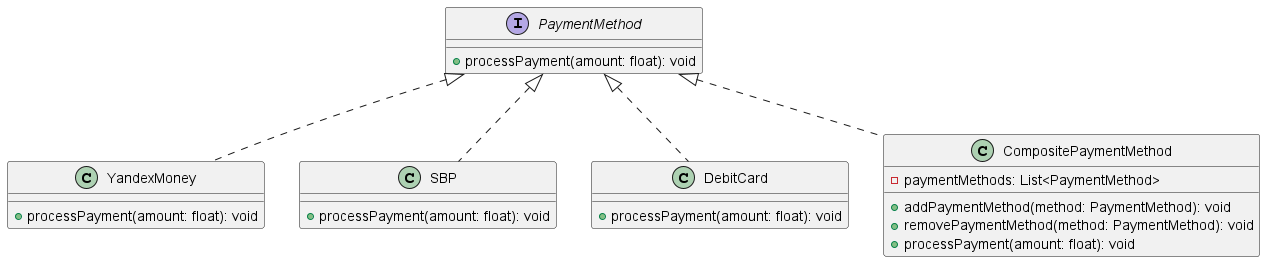 I PaymentMethod
processPayment(amount: float): void
C YandexMoney
processPayment(amount: float): void
C SBP
processPayment(amount: float): void
C DebitCard
processPayment(amount: float): void
C CompositePaymentMethod
paymentMethods: List<PaymentMethod>
addPaymentMethod(method: PaymentMethod): void
removePaymentMethod(method: PaymentMethod): void
processPayment(amount: float): void